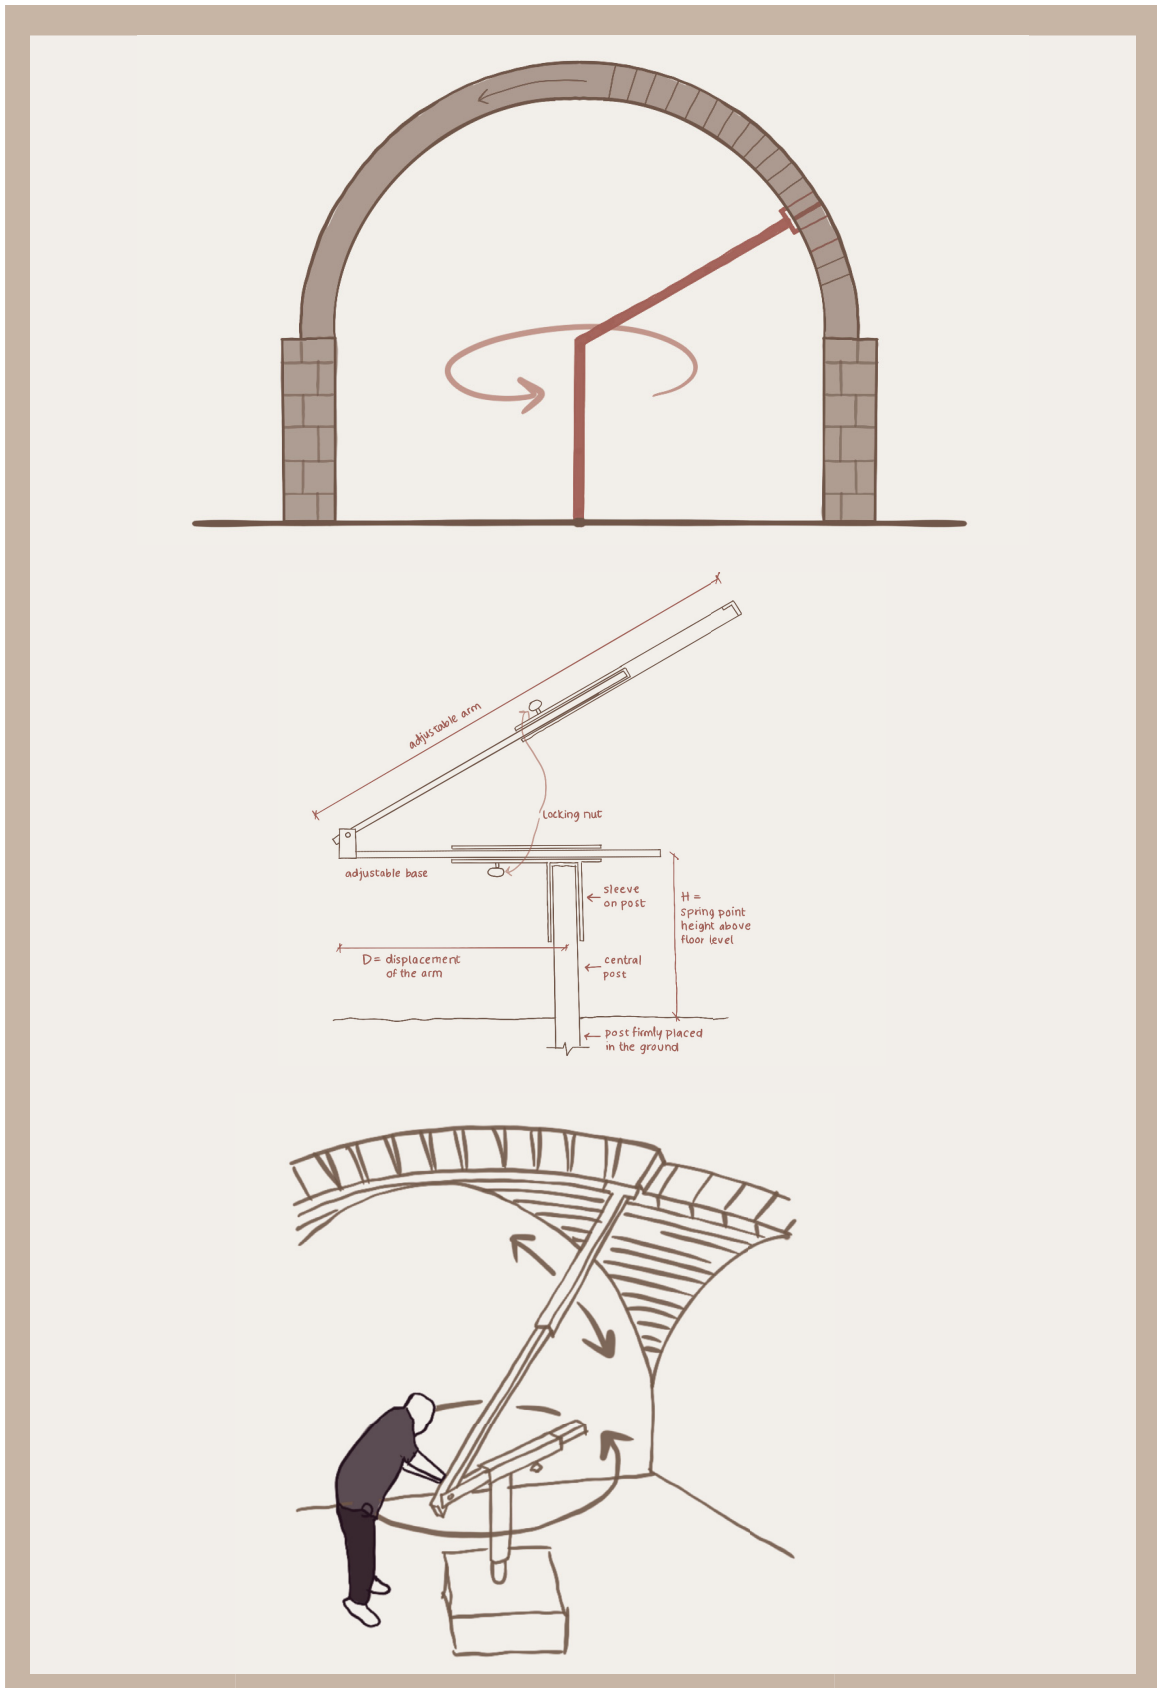 adjustable arm
locking nut
adjustable base
sleeve
on post
H =
spring point
height above
floor level
D = displacement
of the arm
central
post
post firmly placed
in the ground